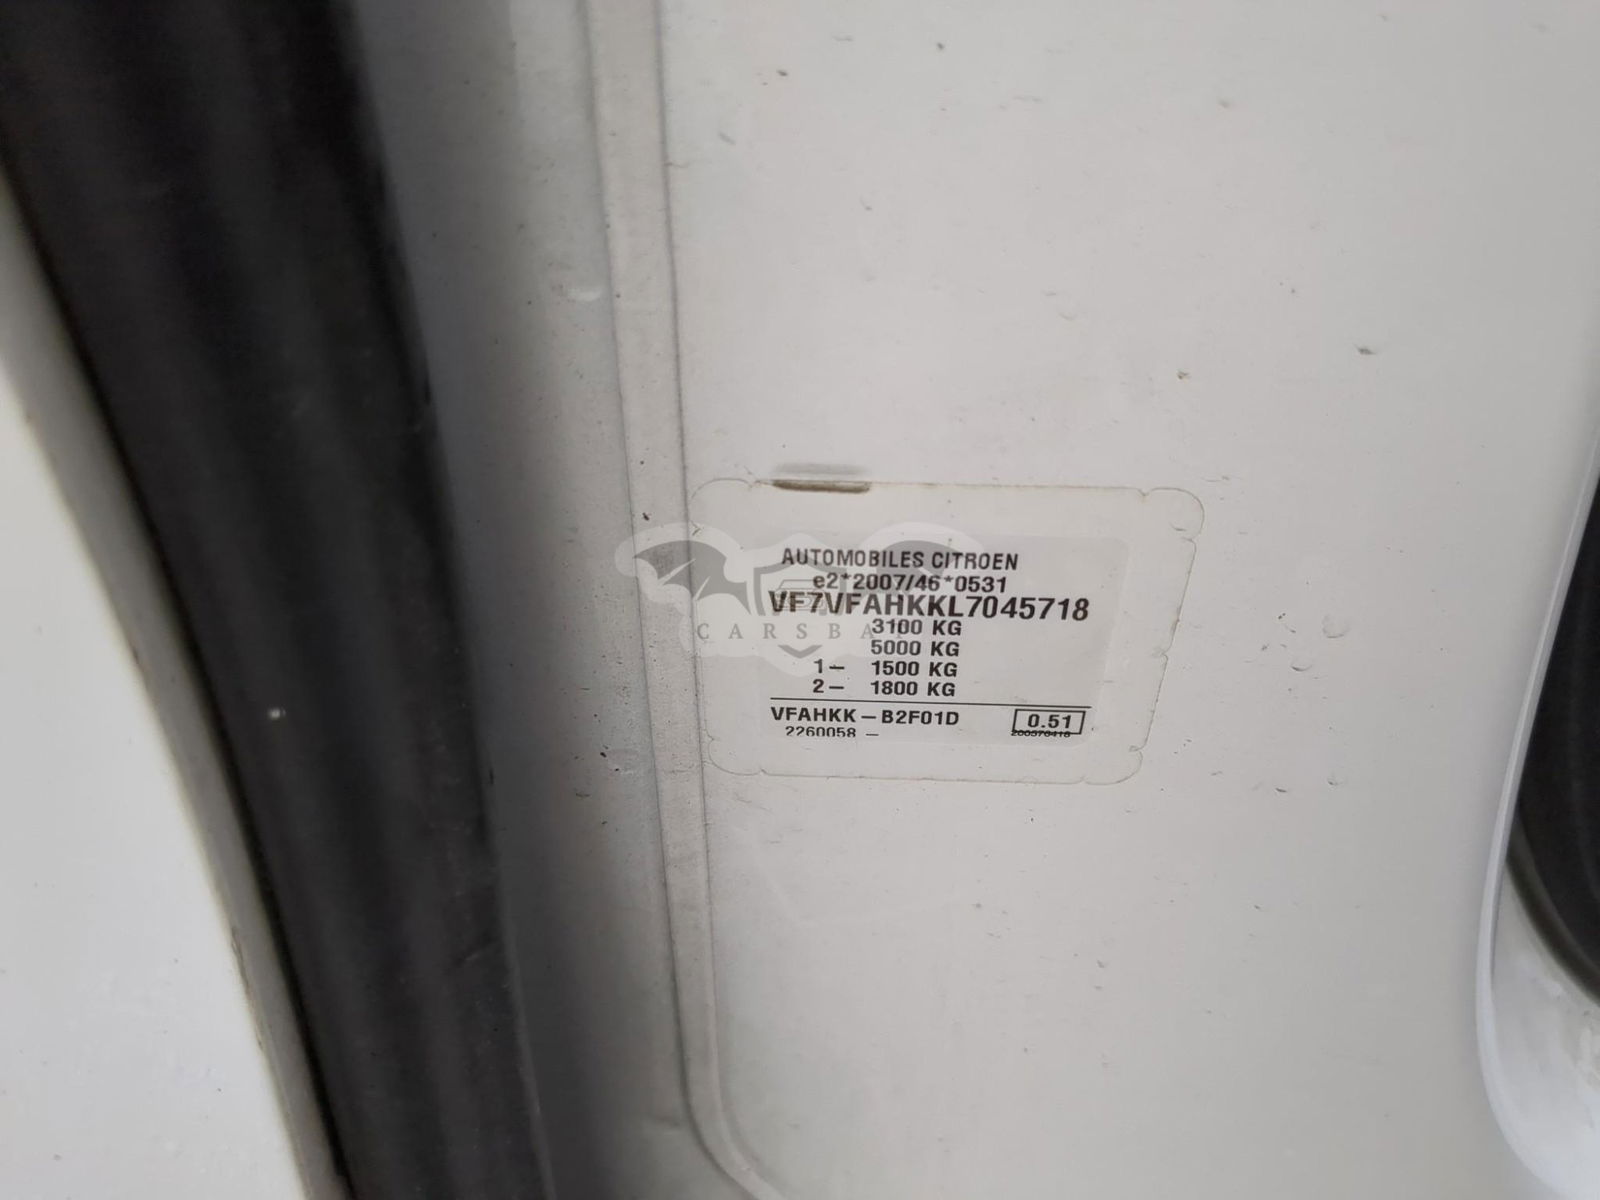 AUTOMOBILES CITROEN
e2*2007/46*0531
VF7VFAHKKL7045718
3100 KG
CARSBA
5000 KG
1- 1500 KG
2- 1800 KG
VFAHKK-B2F01D 0.51
2260058 -